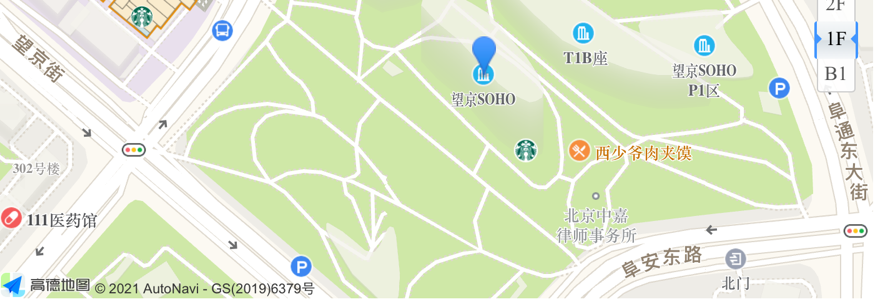 2F
1F
B1
望京街
T1B座
望京SOHO
P1区
P
望京SOHO
阜通东大街
西少爷肉夹馍
302号楼
111医药馆
北京中嘉
律师事务所
阜安东路
P
北门
高德地图 © 2021 AutoNavi - GS(2019)6379号